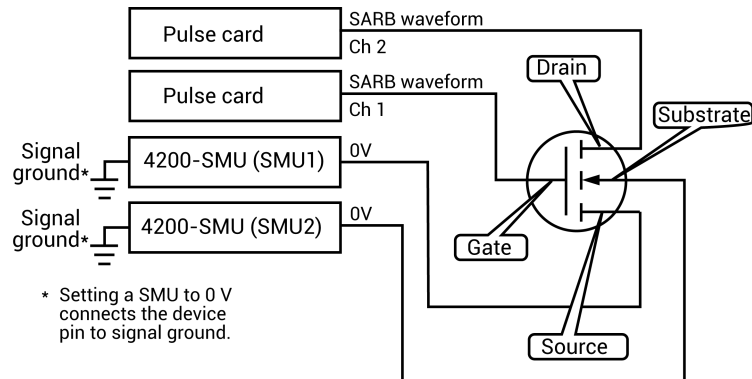 Pulse card
SARB waveform
Ch 2
Pulse card
SARB waveform
Ch 1
Drain
Substrate
Signal
ground*
4200-SMU (SMU1)
0V
Signal
ground*
4200-SMU (SMU2)
0V
Gate
* Setting a SMU to 0 V
connects the device
pin to signal ground.
Source